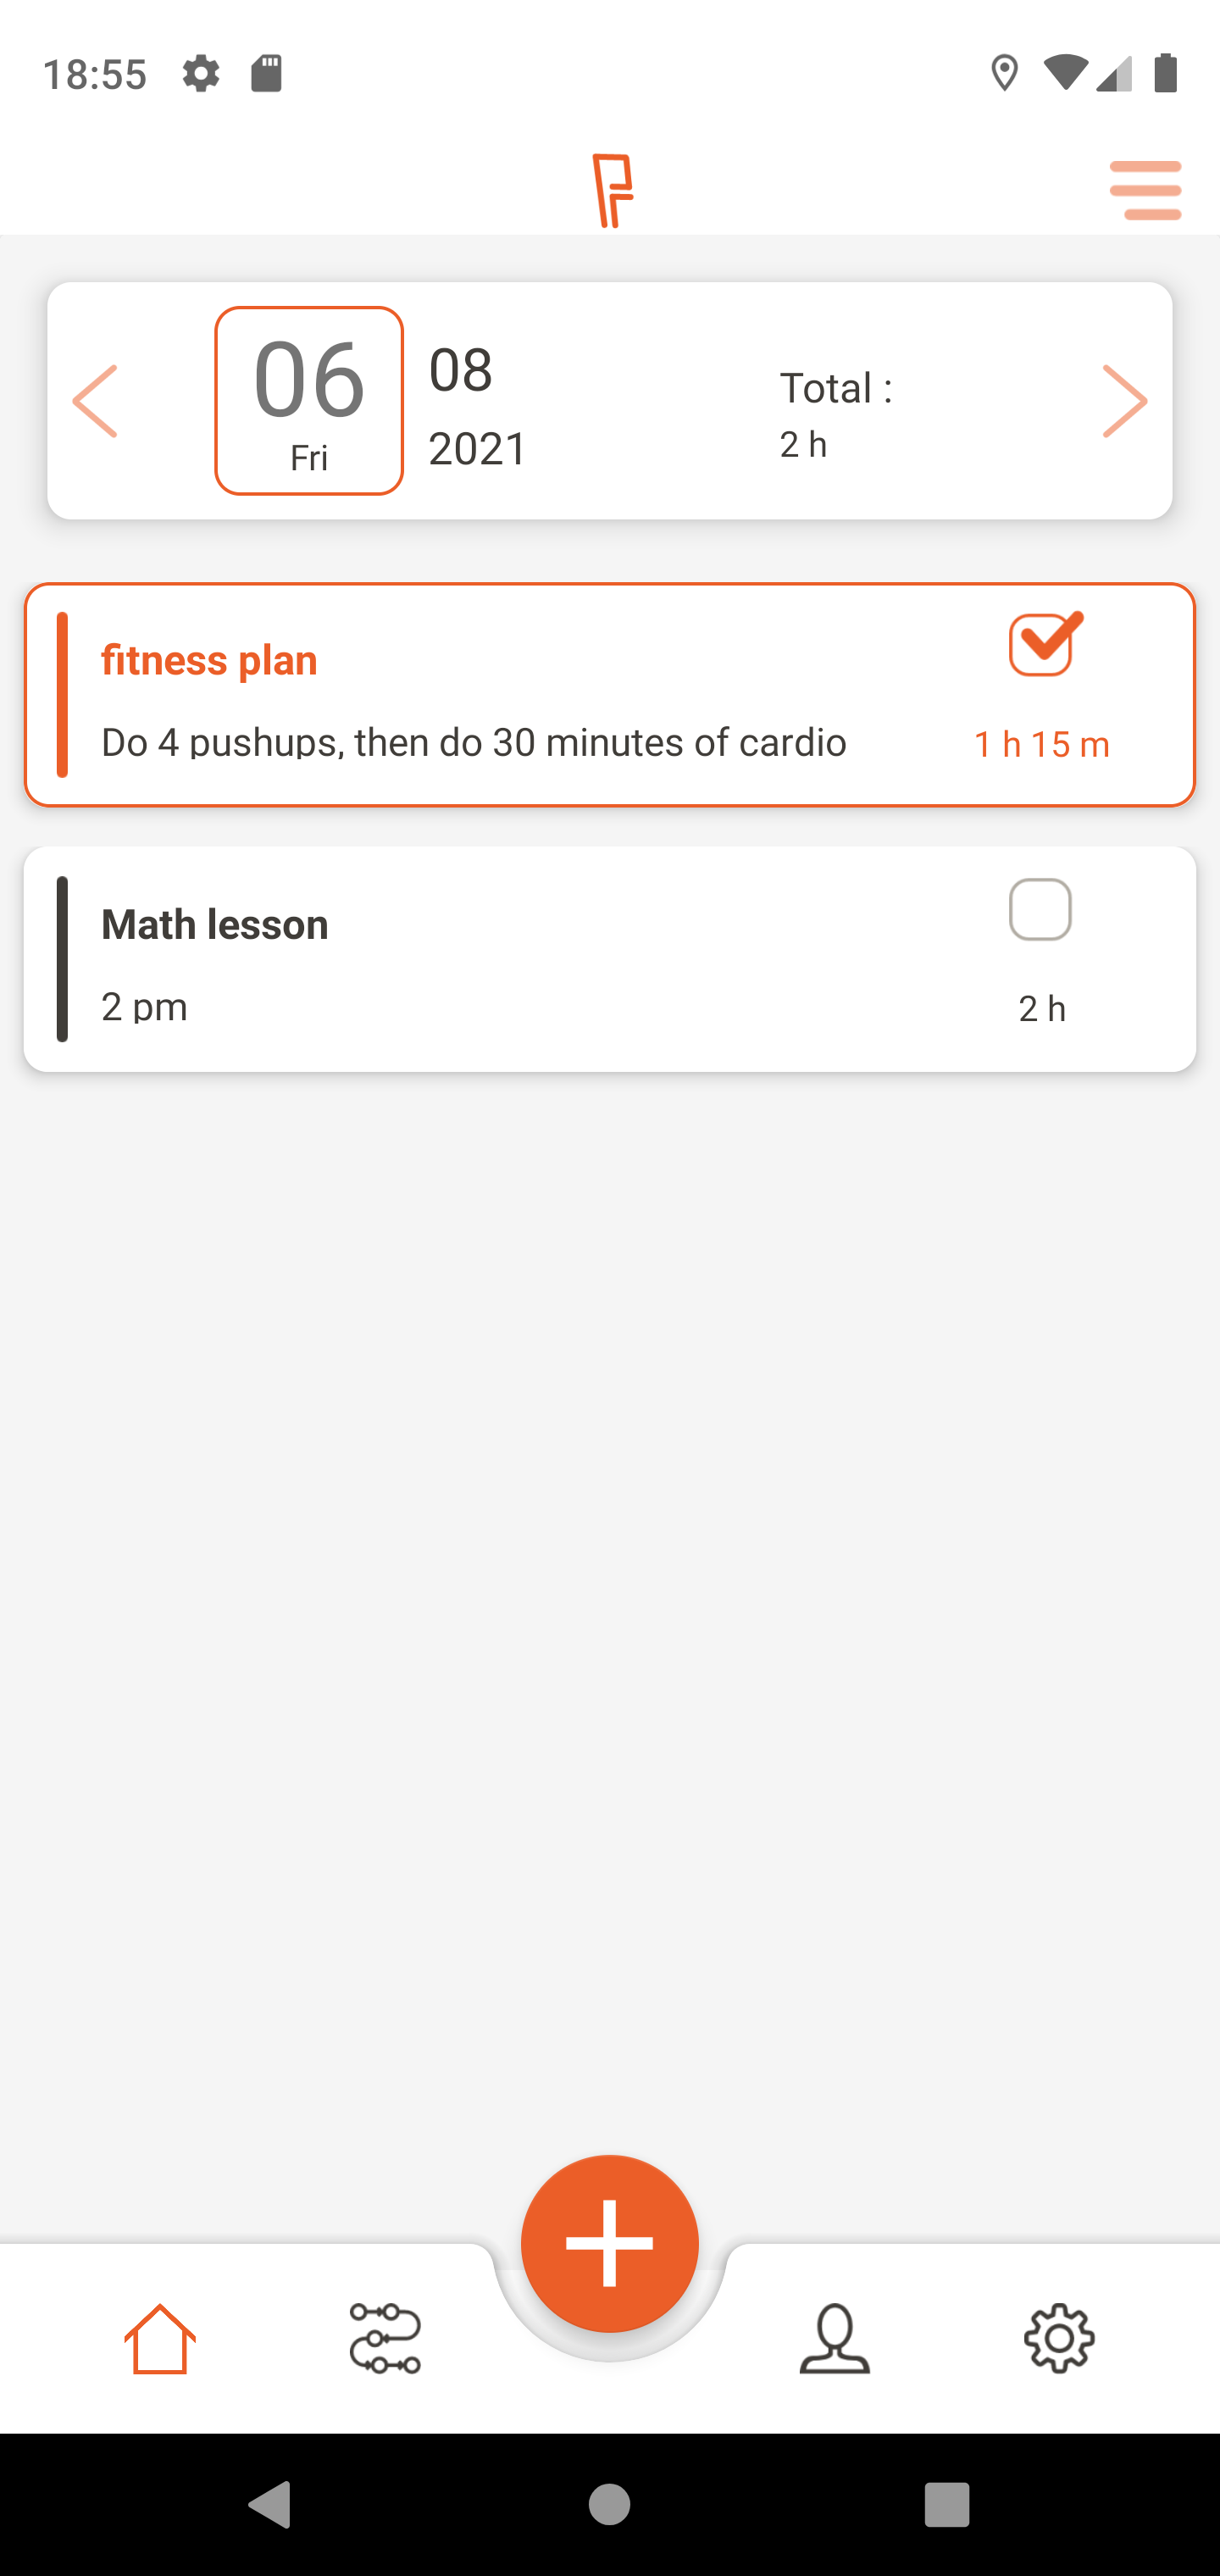 18:55
06
Fri
08
2021
Total :
2 h
fitness plan
Do 4 pushups, then do 30 minutes of cardio
1 h 15 m
Math lesson
2 pm
2 h